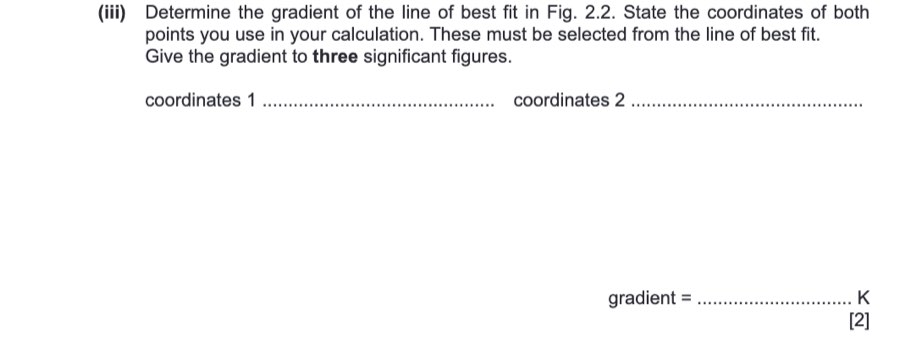 (iii) Determine the gradient of the line of best fit in Fig. 2.2. State the coordinates of both
points you use in your calculation. These must be selected from the line of best fit.
Give the gradient to three significant figures.
coordinates 1 .............................................. coordinates 2 ..............................................
gradient = ............................... K
[2]